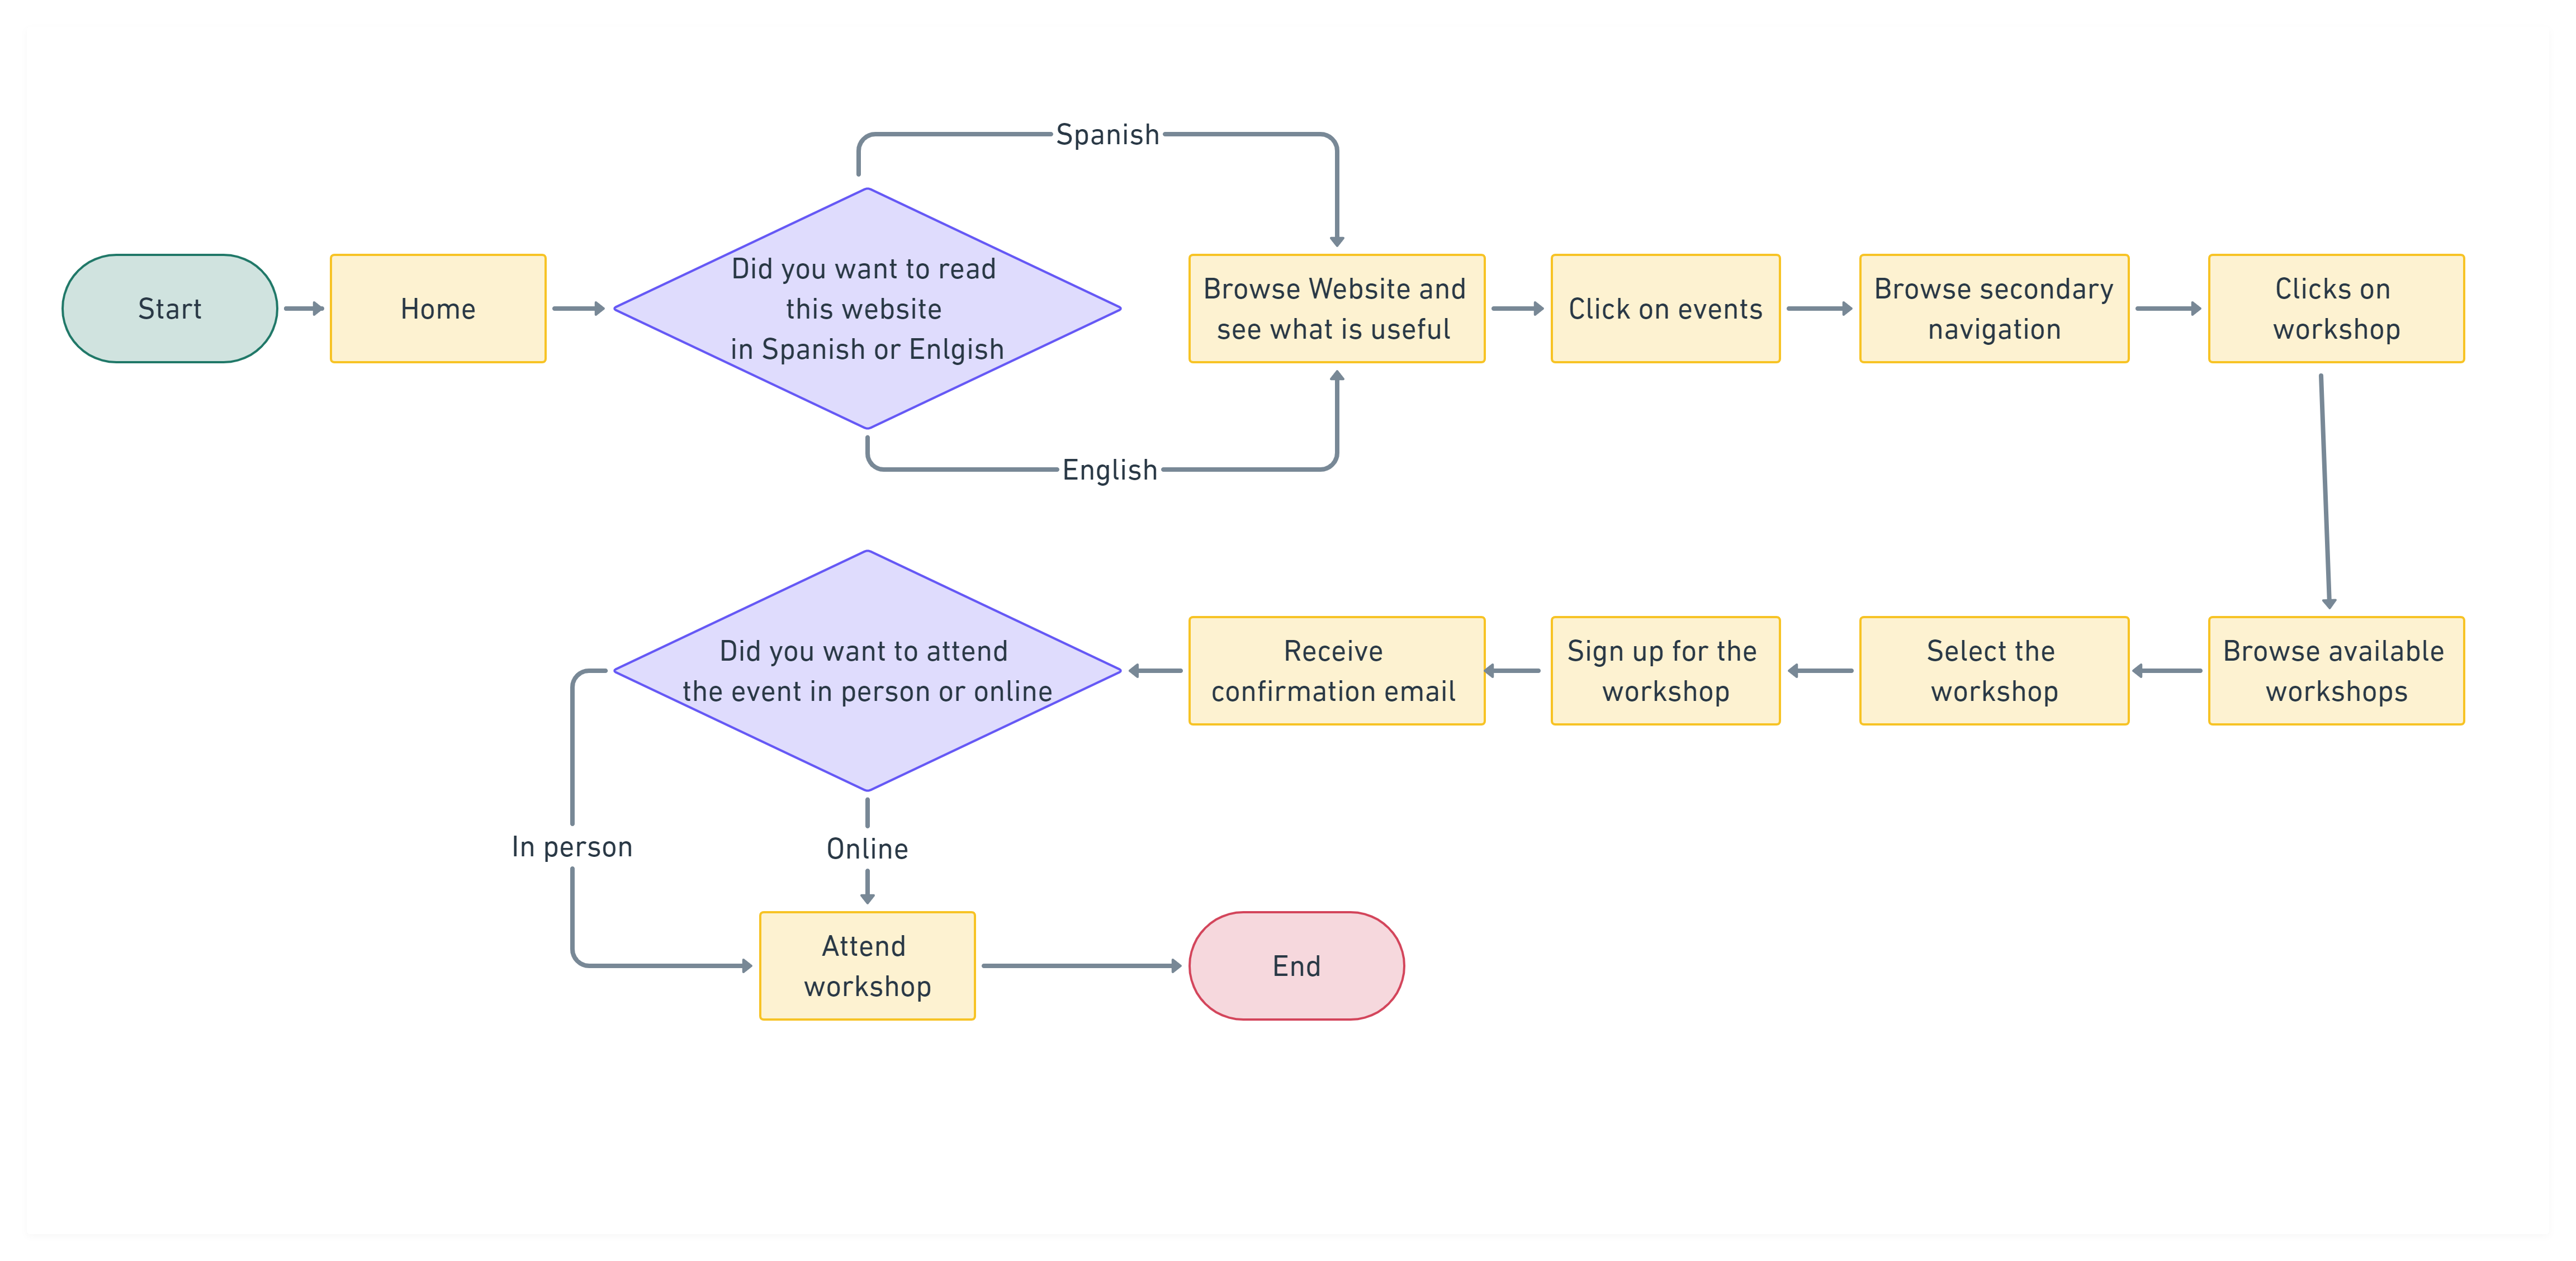 Spanish
Start
Home
Did you want to read
this website
in Spanish or Enlgish
Browse Website and
see what is useful
Click on events
Browse secondary
navigation
Clicks on
workshop
English
Did you want to attend
the event in person or online
Receive
confirmation email
Sign up for the
workshop
Select the
workshop
Browse available
workshops
In person
Online
Attend
workshop
End